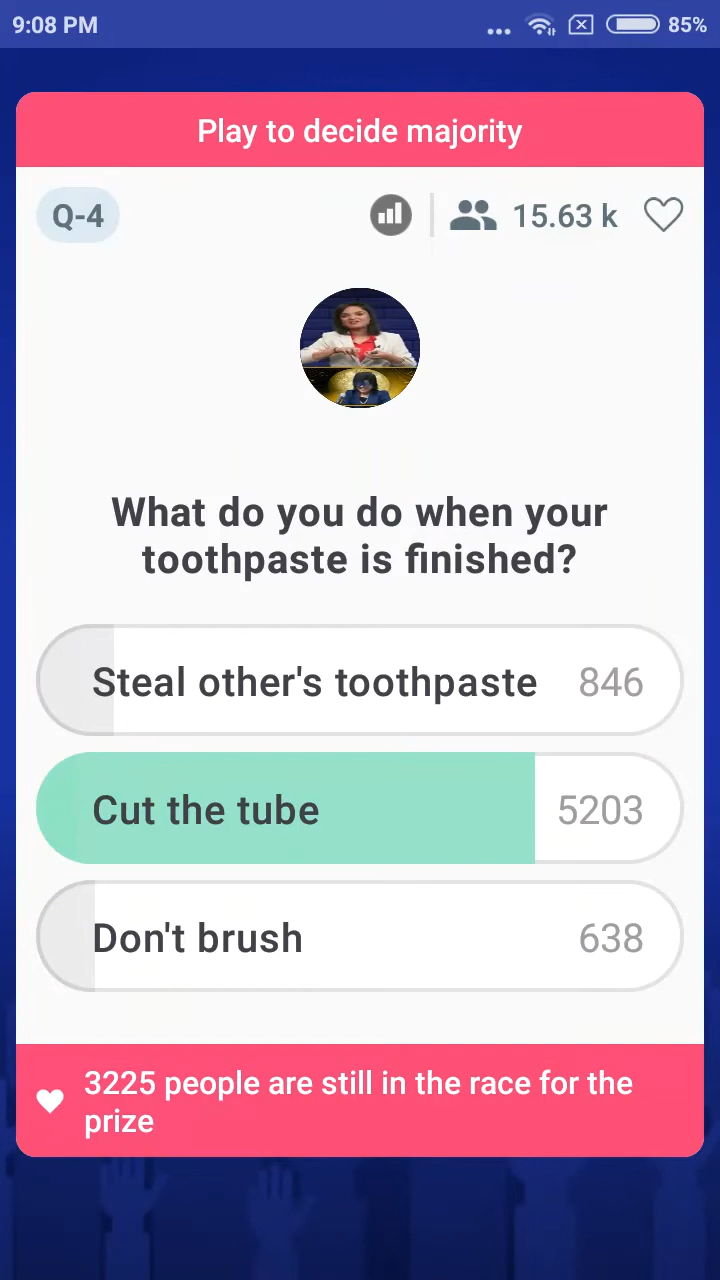 9:08 PM
... 85%
Play to decide majority
Q-4
15.63 k
What do you do when your
toothpaste is finished?
Steal other's toothpaste 846
Cut the tube 5203
Don't brush 638
3225 people are still in the race for the
prize